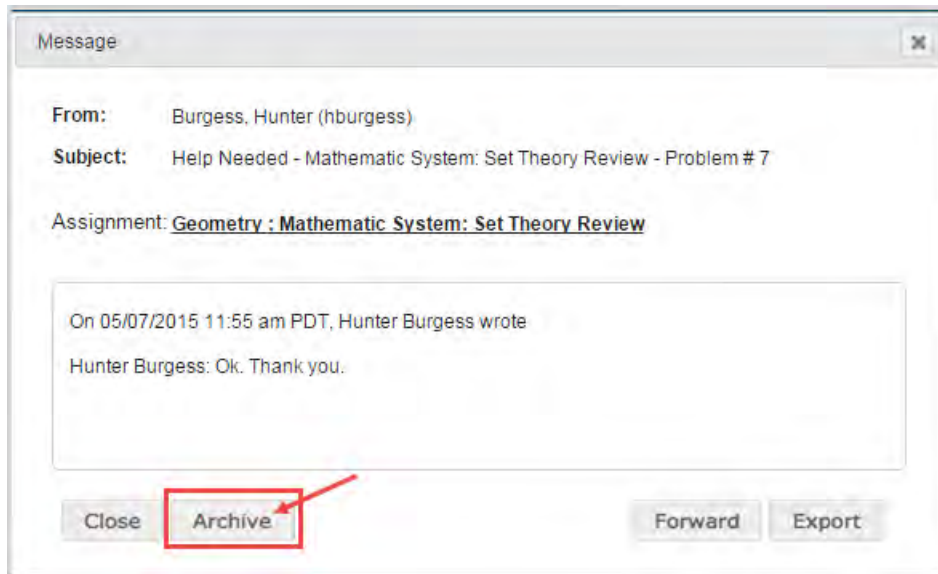 Message
From: Burgess, Hunter (hburgess)
Subject: Help Needed - Mathematic System: Set Theory Review - Problem # 7
Assignment: Geometry : Mathematic System: Set Theory Review
On 05/07/2015 11:55 am PDT, Hunter Burgess wrote
Hunter Burgess: Ok. Thank you.
Close Archive Forward Export